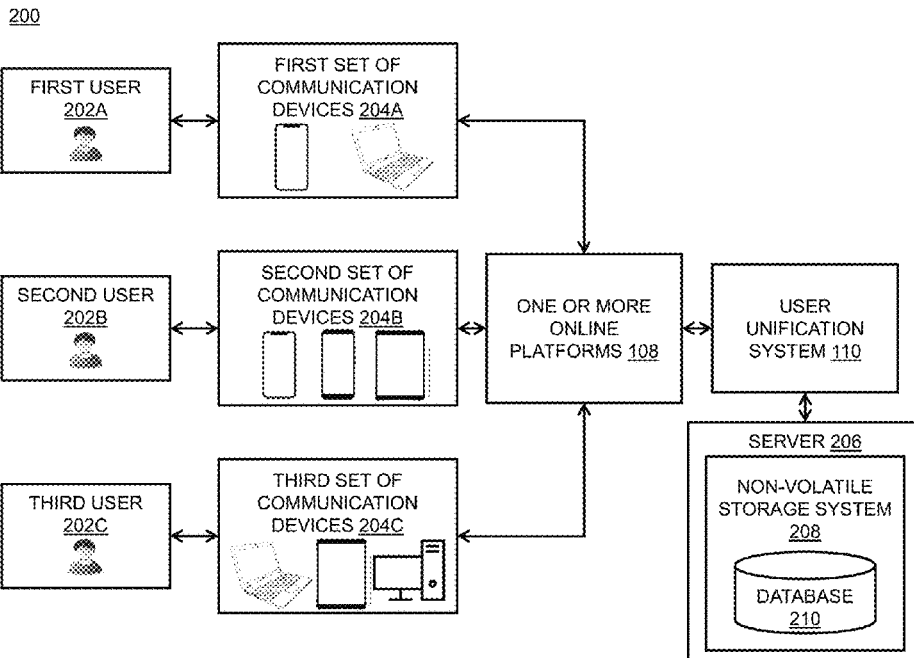 200
FIRST USER
202A
FIRST SET OF
COMMUNICATION
DEVICES 204A
SECOND USER
202B
SECOND SET OF
COMMUNICATION
DEVICES 204B
ONE OR MORE
ONLINE
PLATFORMS 108
USER
UNIFICATION
SYSTEM 110
THIRD USER
202C
THIRD SET OF
COMMUNICATION
DEVICES 204C
SERVER 206
NON-VOLATILE
STORAGE SYSTEM
208
DATABASE
210